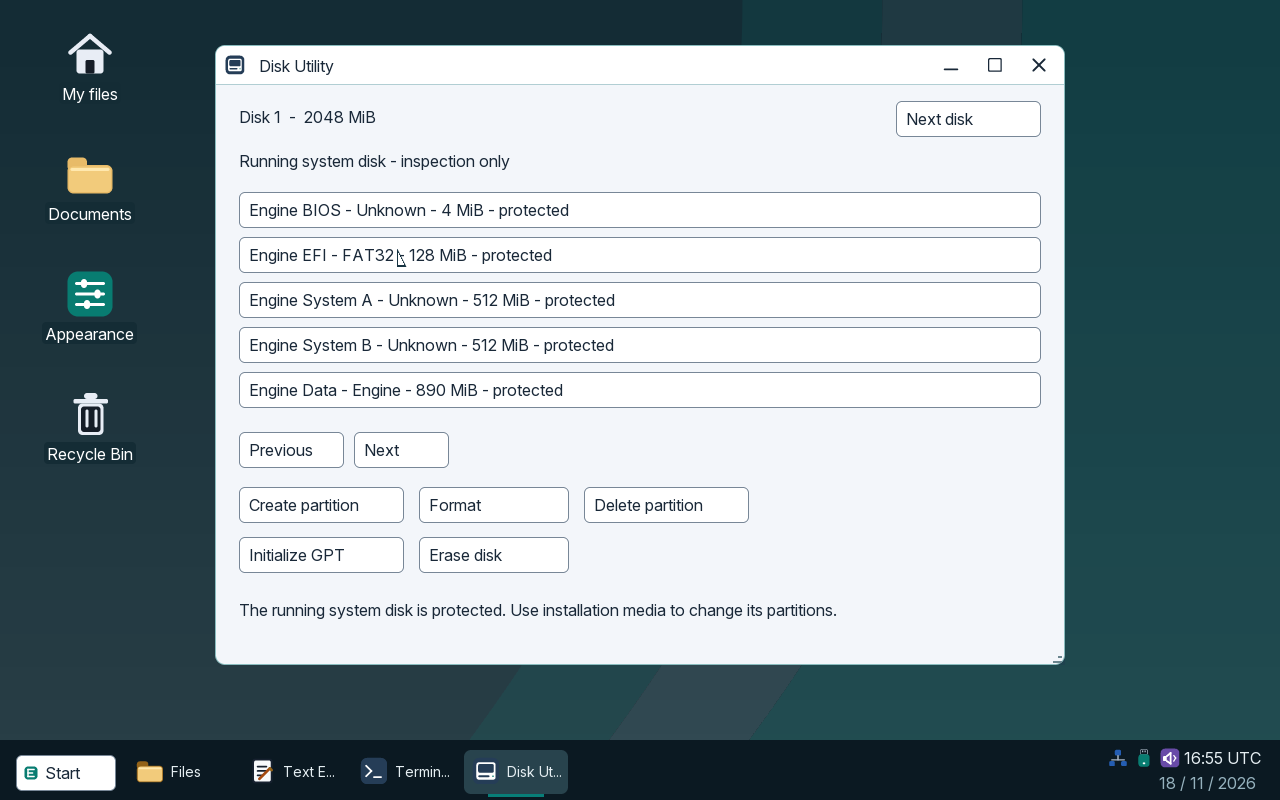 My files
Documents
Appearance
Recycle Bin
Disk Utility
Disk 1 - 2048 MiB
Next disk
Running system disk - inspection only
Engine BIOS - Unknown - 4 MiB - protected
Engine EFI - FAT32 - 128 MiB - protected
Engine System A - Unknown - 512 MiB - protected
Engine System B - Unknown - 512 MiB - protected
Engine Data - Engine - 890 MiB - protected
Previous
Next
Create partition
Format
Delete partition
Initialize GPT
Erase disk
The running system disk is protected. Use installation media to change its partitions.
Start
Files
Text E...
Termin...
Disk Ut...
16:55 UTC
18 / 11 / 2026